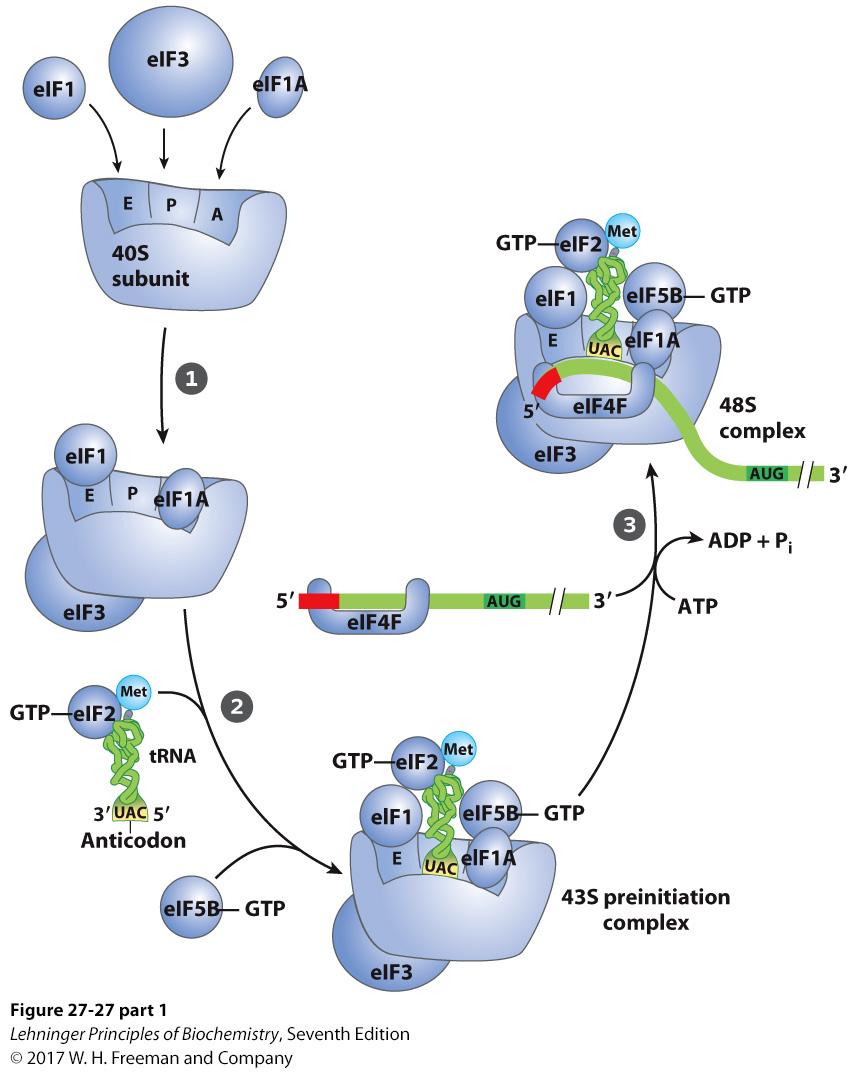 eIF1
eIF3
eIF1A
E
P
A
40S
subunit
1
eIF1
E
P
eIF1A
eIF3
GTP
eIF2
Met
tRNA
3′ UAC 5′
Anticodon
2
eIF5B
GTP
GTP
eIF2
Met
eIF1
eIF5B
GTP
E
UAC
eIF1A
eIF3
43S preinitiation
complex
5′
eIF4F
AUG
3′
3
ADP + Pi
ATP
GTP
eIF2
Met
eIF1
eIF5B
GTP
E
UAC
eIF1A
5′
eIF4F
eIF3
48S
complex
AUG
3′
Figure 27-27 part 1
Lehninger Principles of Biochemistry, Seventh Edition
© 2017 W. H. Freeman and Company